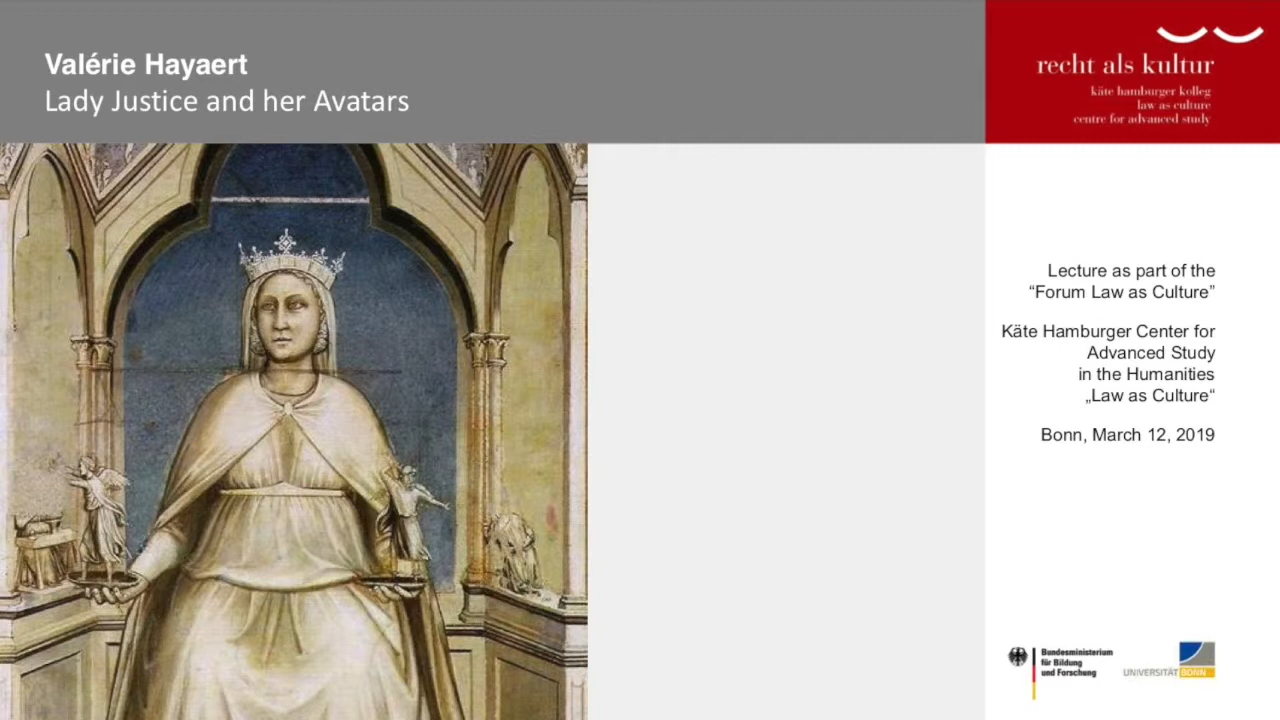 Valérie Hayaert
Lady Justice and her Avatars
recht als kultur
käte hamburger kolleg
law as culture
centre for advanced study
Lecture as part of the
“Forum Law as Culture”
Käte Hamburger Center for
Advanced Study
in the Humanities
„Law as Culture“
Bonn, March 12, 2019
Bundesministerium
für Bildung
und Forschung
UNIVERSITÄT BONN